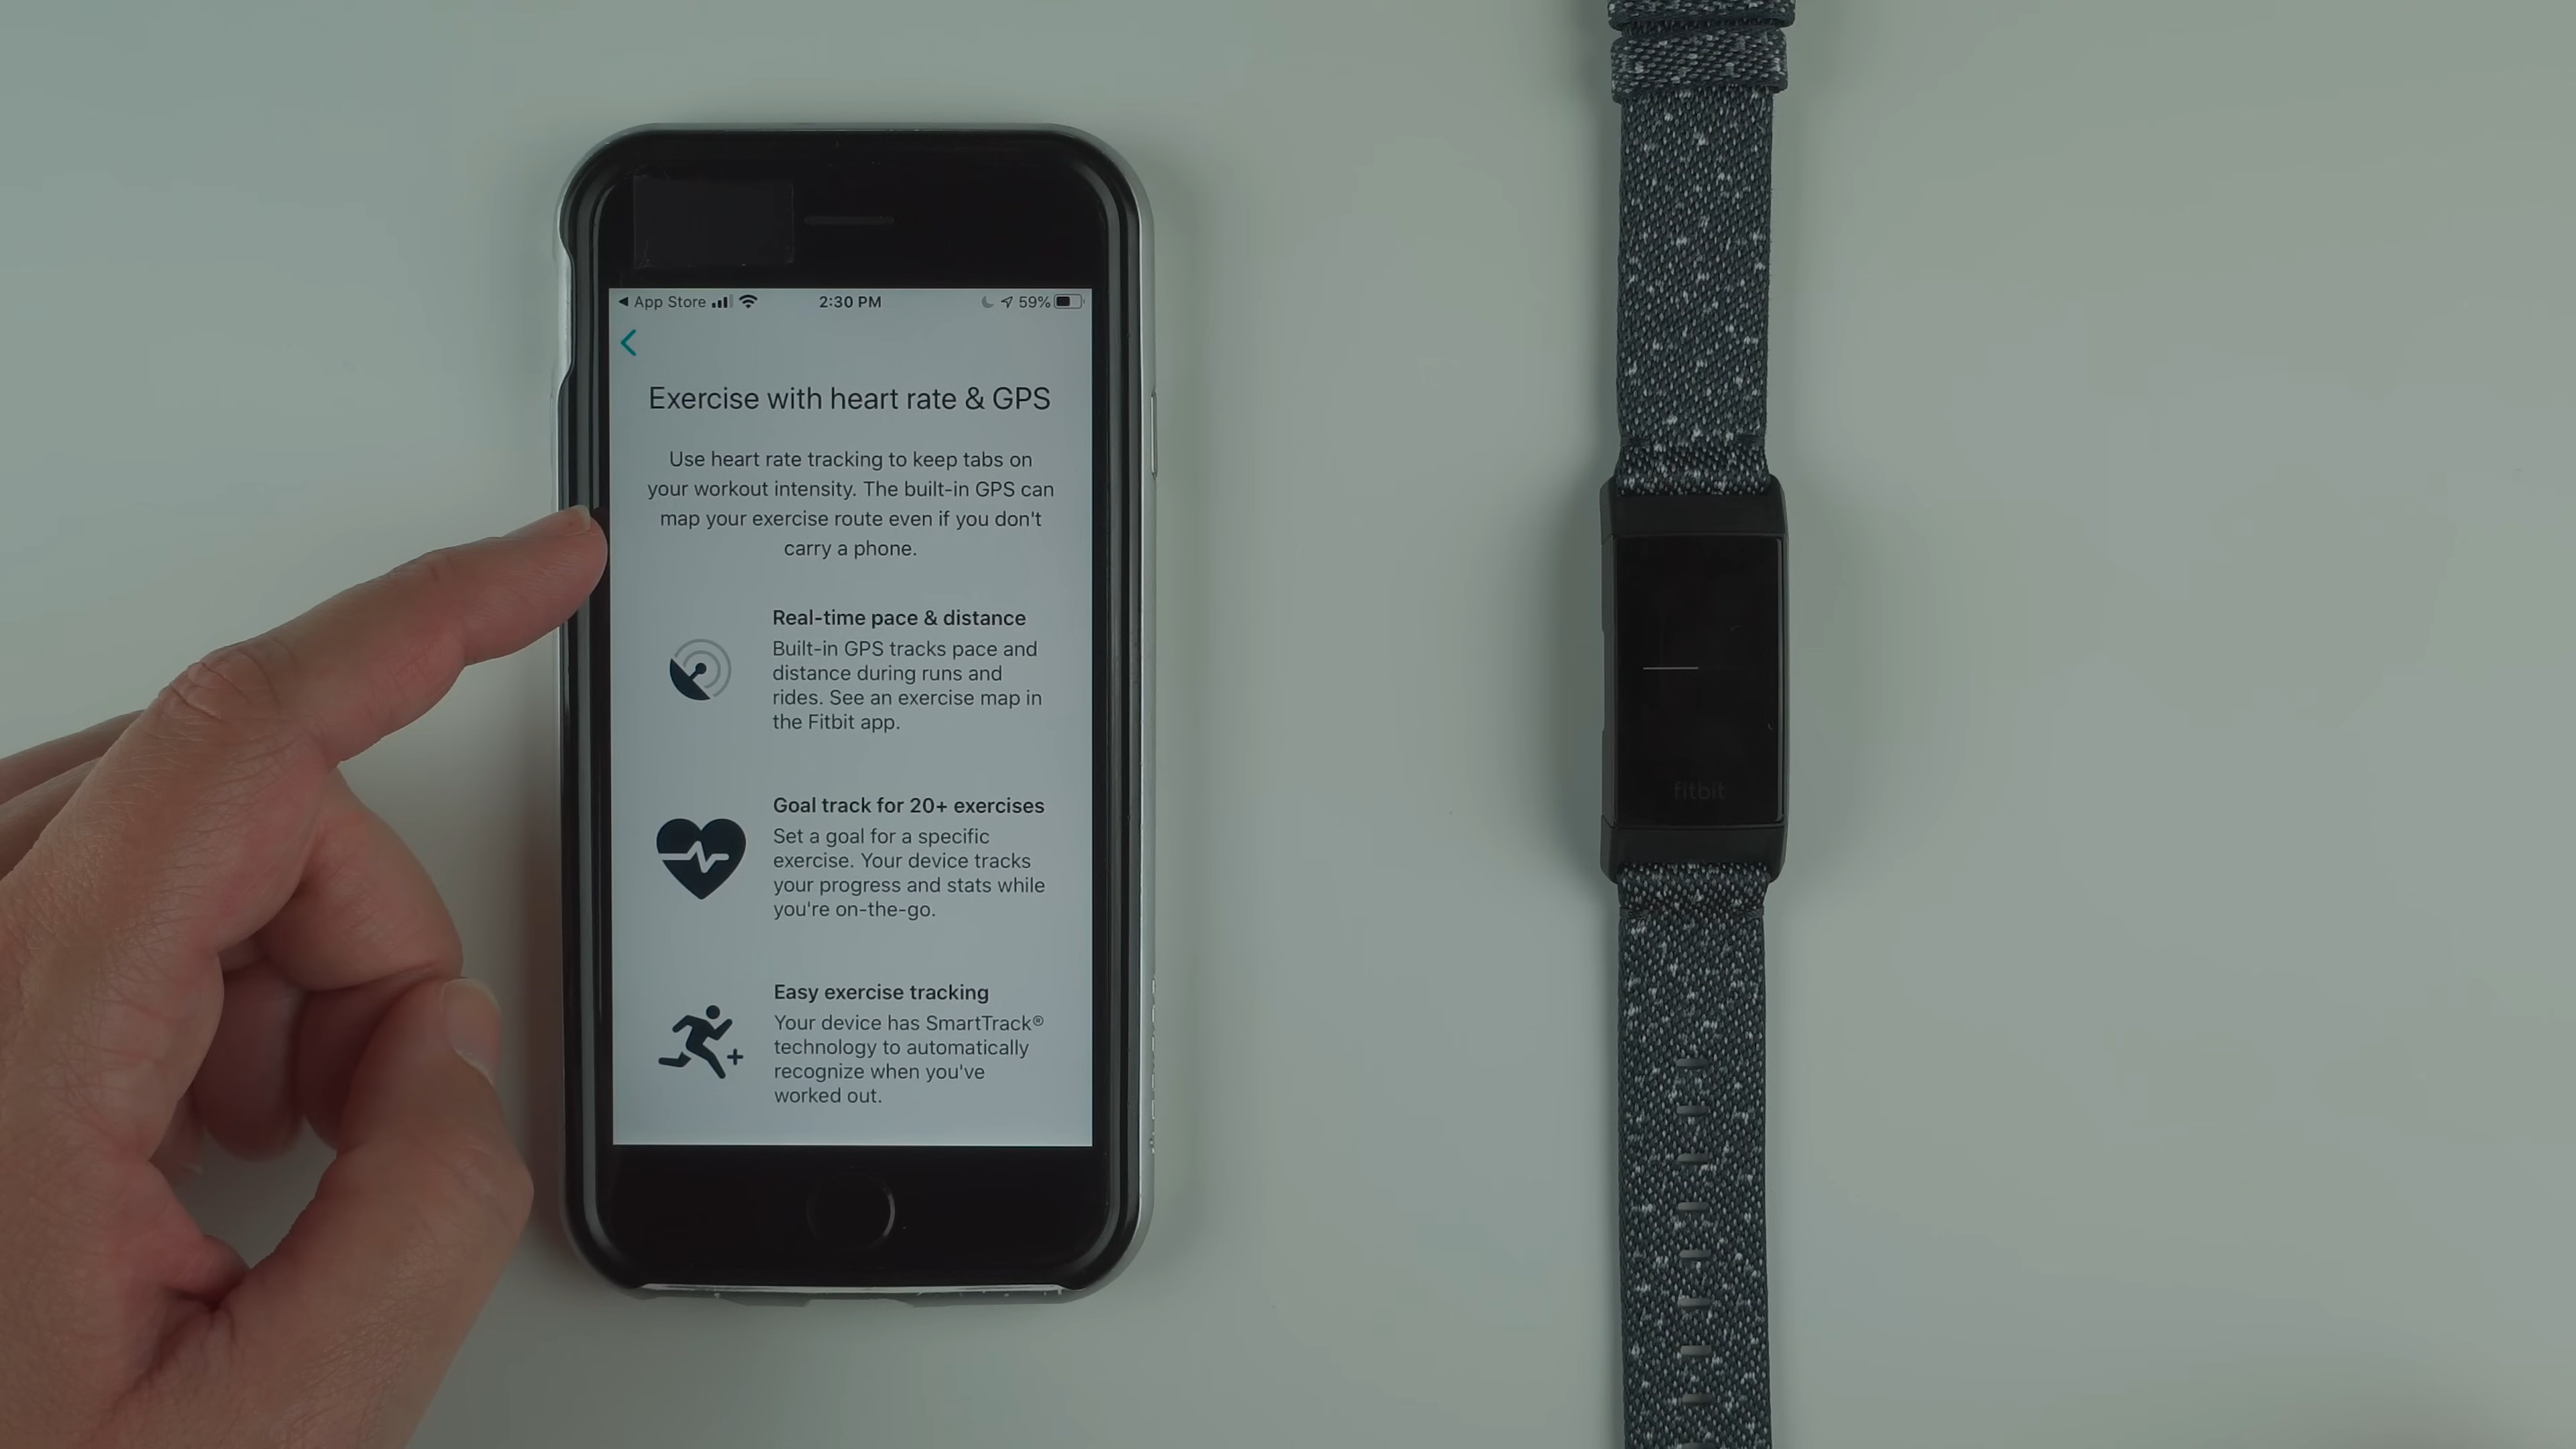 App Store
2:30 PM
59%
Exercise with heart rate & GPS
Use heart rate tracking to keep tabs on
your workout intensity. The built-in GPS can
map your exercise route even if you don't
carry a phone.
Real-time pace & distance
Built-in GPS tracks pace and
distance during runs and
rides. See an exercise map in
the Fitbit app.
Goal track for 20+ exercises
Set a goal for a specific
exercise. Your device tracks
your progress and stats while
you're on-the-go.
Easy exercise tracking
Your device has SmartTrack®
technology to automatically
recognize when you've
worked out.
fitbit